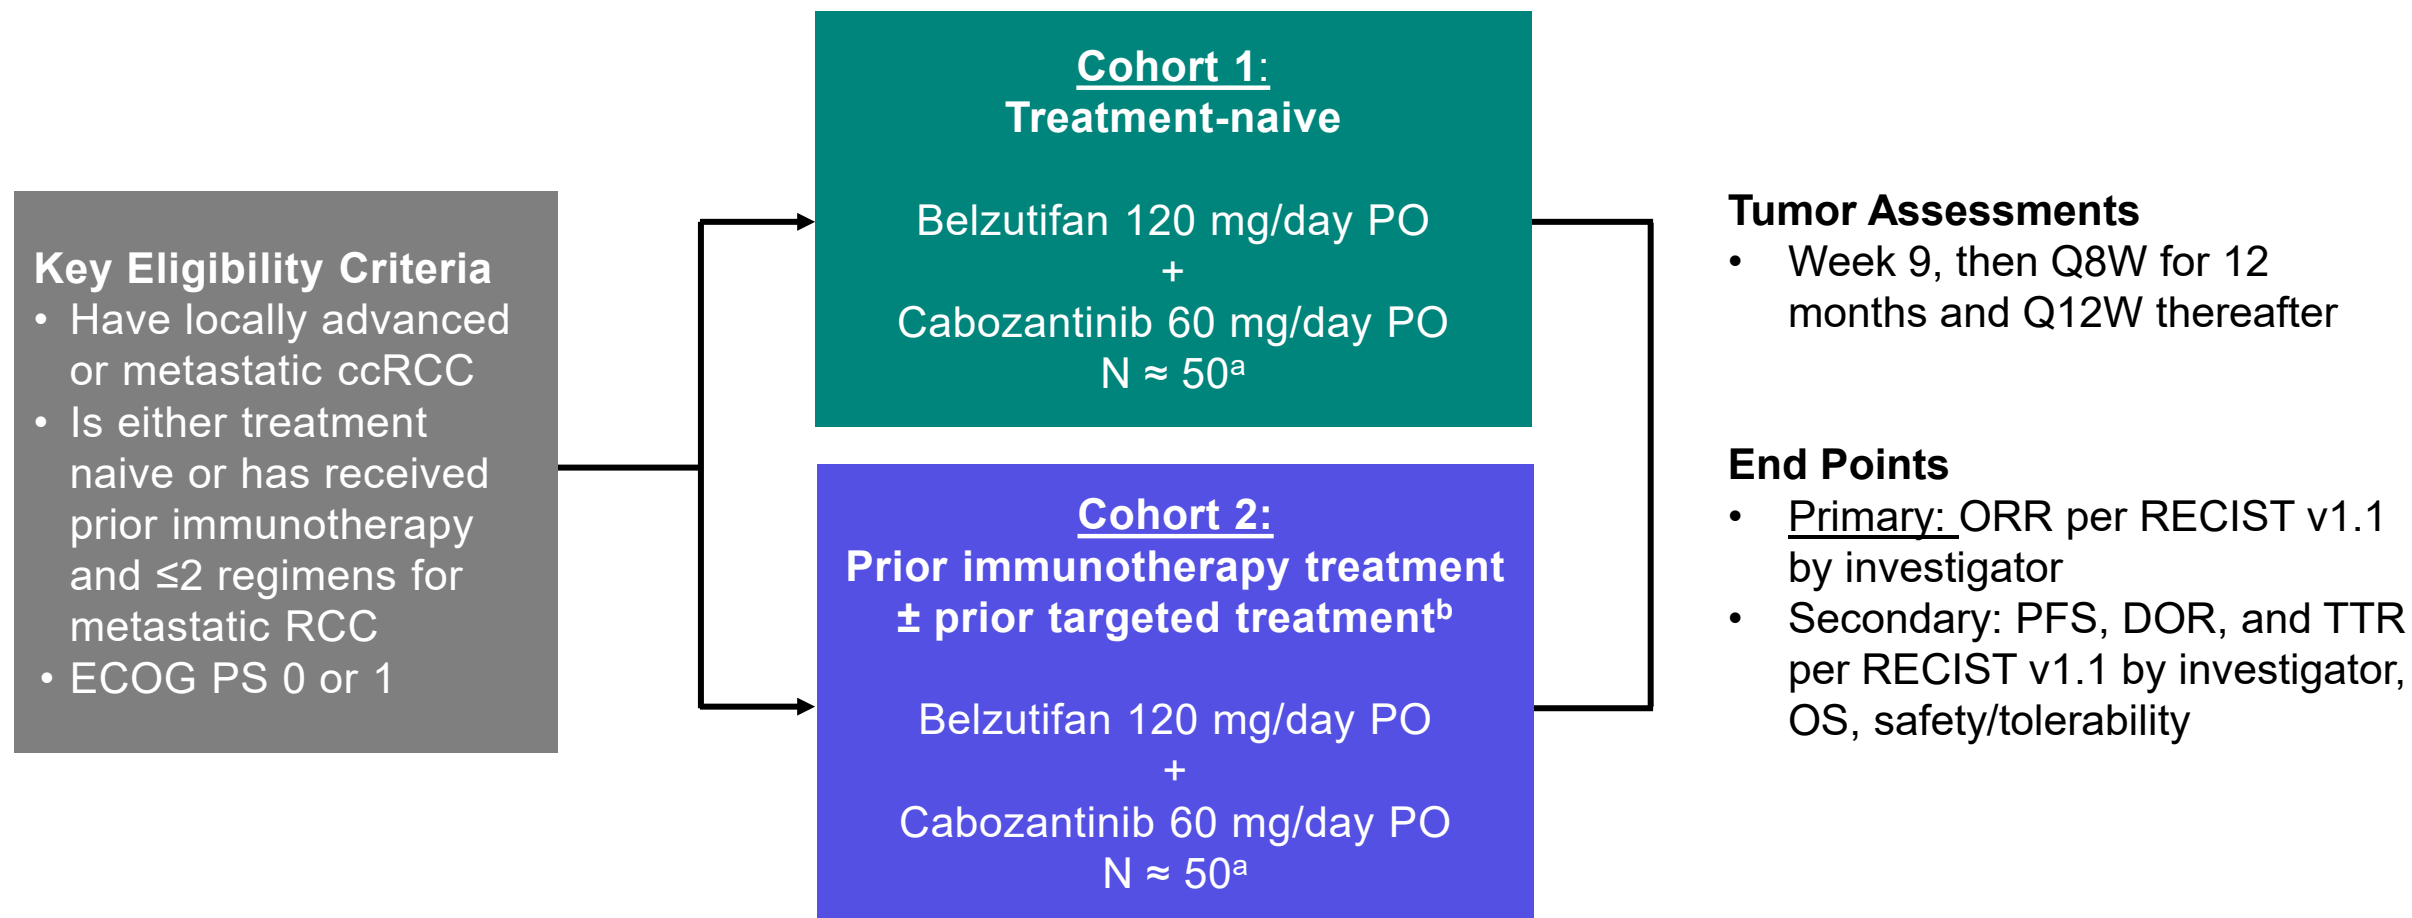 Key Eligibility Criteria
• Have locally advanced
or metastatic ccRCC
• Is either treatment
naive or has received
prior immunotherapy
and ≤2 regimens for
metastatic RCC
• ECOG PS 0 or 1
Cohort 1:
Treatment-naive
Belzutifan 120 mg/day PO
+
Cabozantinib 60 mg/day PO
N ≈ 50ᵃ
Cohort 2:
Prior immunotherapy treatment
± prior targeted treatmentᵇ
Belzutifan 120 mg/day PO
+
Cabozantinib 60 mg/day PO
N ≈ 50ᵃ
Tumor Assessments
• Week 9, then Q8W for 12
months and Q12W thereafter
End Points
• Primary: ORR per RECIST v1.1
by investigator
• Secondary: PFS, DOR, and TTR
per RECIST v1.1 by investigator,
OS, safety/tolerability